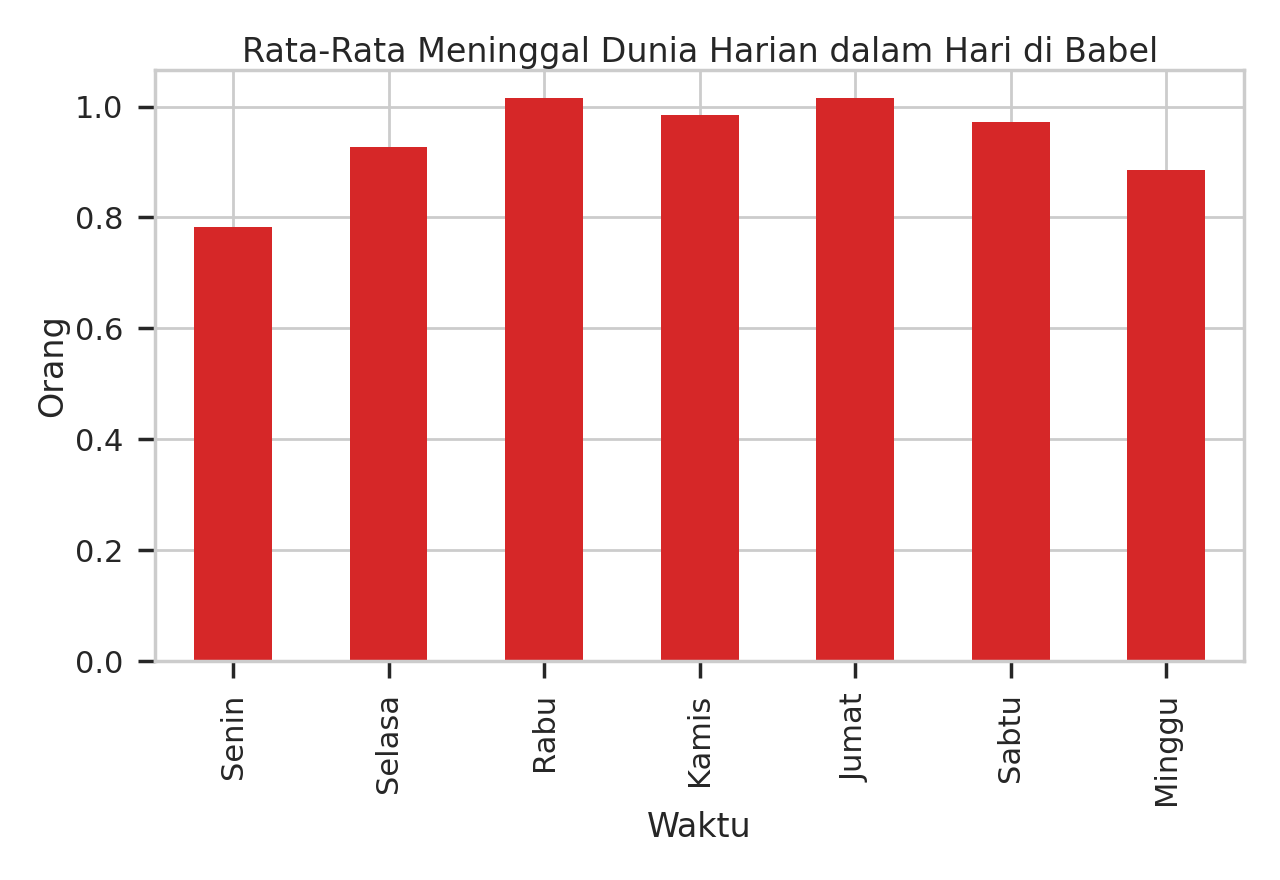 Rata-Rata Meninggal Dunia Harian dalam Hari di Babel
1.0
0.8
0.6
0.4
0.2
0.0
Orang
Senin
Selasa
Rabu
Kamis
Jumat
Sabtu
Minggu
Waktu